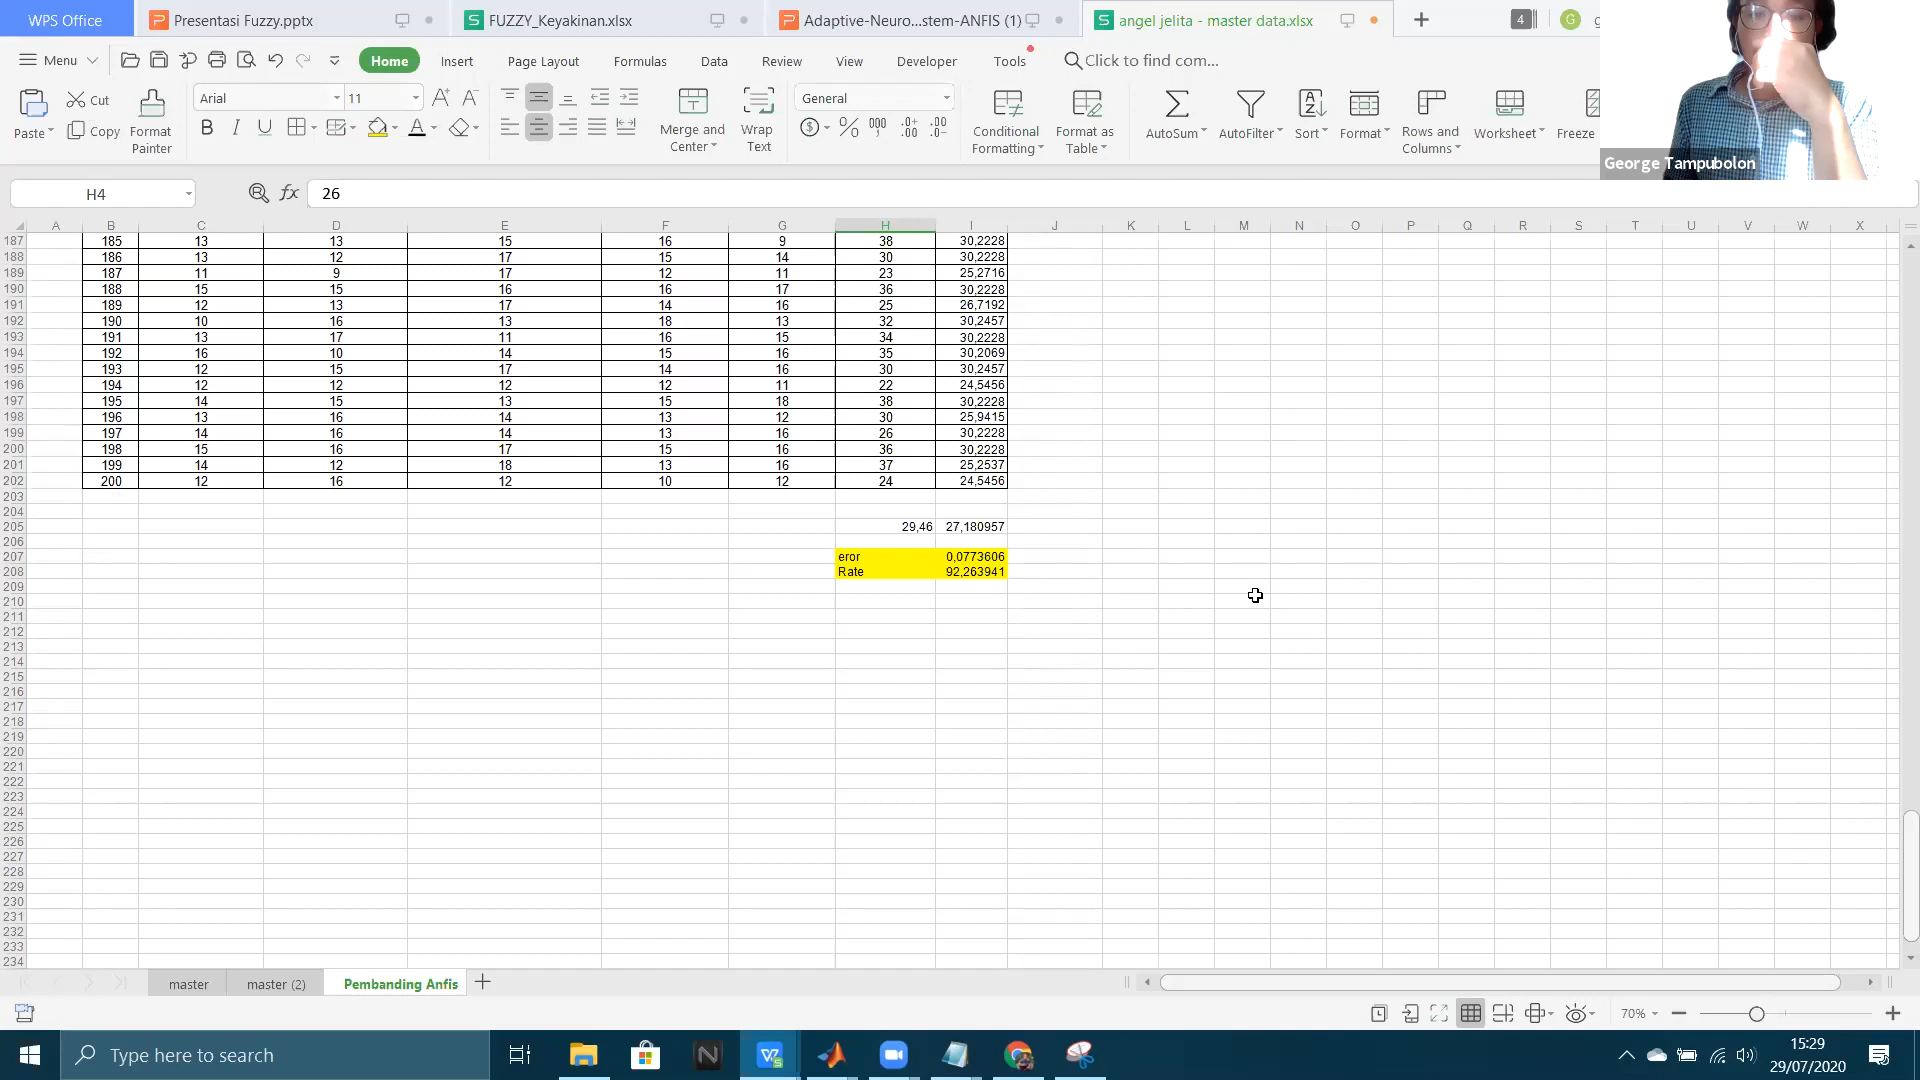 WPS Office Presentasi Fuzzy.pptx FUZZY_Keyakinan.xlsx Adaptive-Neuro...stem-ANFIS (1) angel jelita - master data.xlsx 4 G
Menu Home Insert Page Layout Formulas Data Review View Developer Tools Click to find com...
Paste Cut Copy Format Painter Arial 11 A+ A- B I U A Merge and Center Wrap Text General Conditional Formatting Format as Table AutoSum AutoFilter Sort Format Rows and Columns Worksheet Freeze
George Tampubolon
H4 fx 26
A B C D E F G H I J K L M N O P Q R S T U V W X
187 185 13 13 15 16 9 38 30,2228
188 186 13 12 17 15 14 30 30,2228
189 187 11 9 17 12 11 23 25,2716
190 188 15 15 16 16 17 36 30,2228
191 189 12 13 17 14 16 25 26,7192
192 190 10 16 13 18 13 32 30,2457
193 191 13 17 11 16 15 34 30,2228
194 192 16 10 14 15 16 35 30,2069
195 193 12 15 17 14 16 30 30,2457
196 194 12 12 12 12 11 22 24,5456
197 195 14 15 13 15 18 38 30,2228
198 196 13 16 14 13 12 30 25,9415
199 197 14 16 14 13 16 26 30,2228
200 198 15 16 17 15 16 36 30,2228
201 199 14 12 18 13 16 37 25,2537
202 200 12 16 12 10 12 24 24,5456
203
204
205 29,46 27,180957
206
207 eror 0,0773606
208 Rate 92,263941
209
210
211
212
213
214
215
216
217
218
219
220
221
222
223
224
225
226
227
228
229
230
231
232
233
234
master master (2) Pembanding Anfis
70%
Type here to search
15:29
29/07/2020